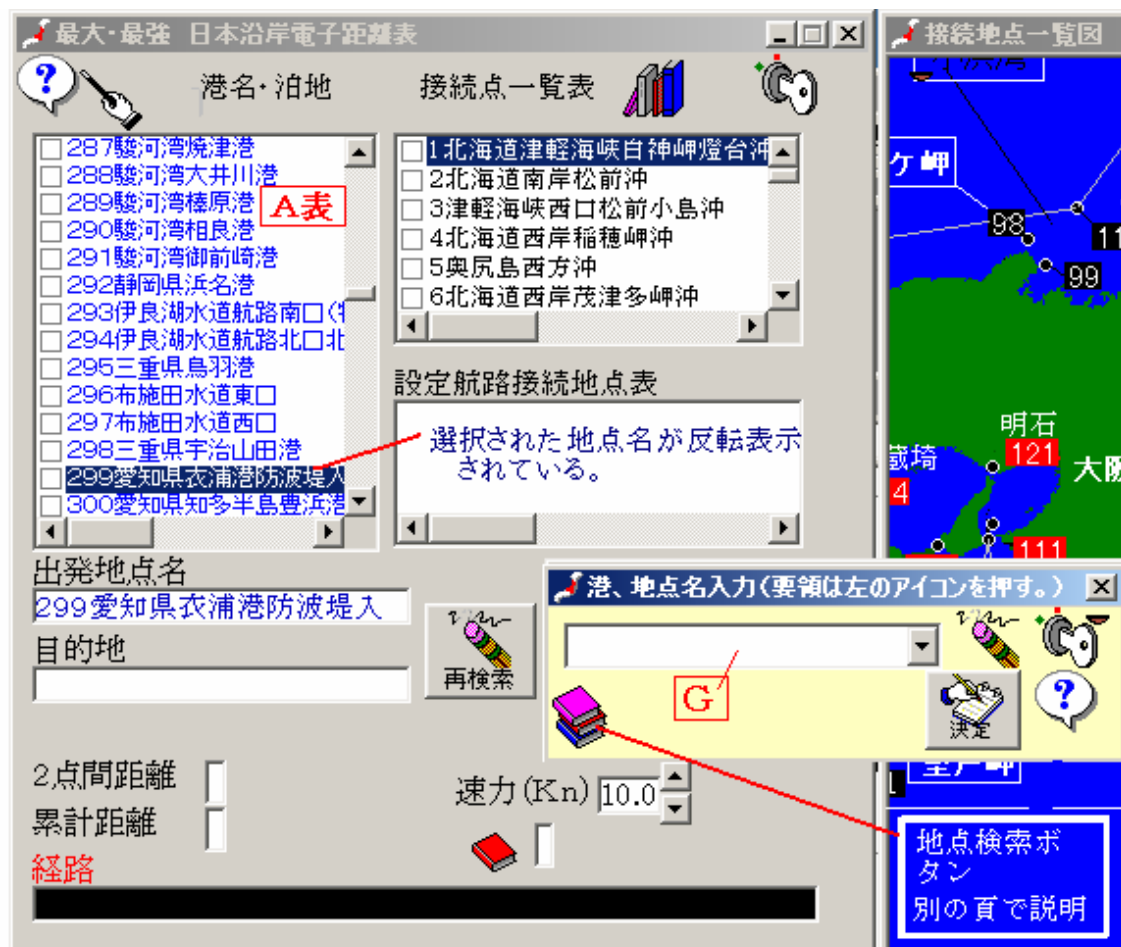 最大・最強 日本沿岸電子距離表
港名・泊地
接続点一覧表
287駿河湾焼津港
288駿河湾大井川港
289駿河湾榛原港
A表
290駿河湾相良港
291駿河湾御前崎港
292静岡県浜名港
293伊良湖水道航路南口(
294伊良湖水道航路北口北
295三重県鳥羽港
296布施田水道東口
297布施田水道西口
298三重県宇治山田港
299愛知県衣浦港防波堤入
300愛知県知多半島豊浜港
1北海道津軽海峡白神岬燈台沖
2北海道南岸松前沖
3津軽海峡西口松前小島沖
4北海道西岸稲穂岬沖
5奥尻島西方沖
6北海道西岸茂津多岬沖
設定航路接続地点表
選択された地点名が反転表示
されている。
出発地点名
299愛知県衣浦港防波堤入
目的地
再検索
2点間距離
累計距離
経路
速力(Kn) 10.0
港、地点名入力(要領は左のアイコンを押す。)
G
決定
接続地点一覧図
ケ岬
98
11
99
明石
121
蔵埼
大阪
4
111
室戸岬
地点検索ボ
タン
別の頁で説明